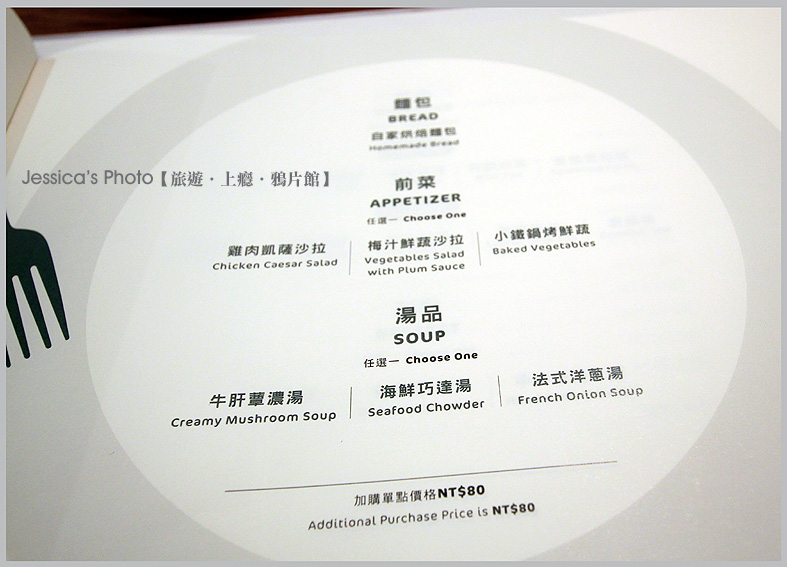 麵包
BREAD
自家烘焙麵包
Homemade Bread
Jessica's Photo【旅遊・上癮・鴉片館】
前菜
APPETIZER
任選一 Choose One
雞肉凱薩沙拉
Chicken Caesar Salad
梅汁鮮蔬沙拉
Vegetables Salad
with Plum Sauce
小鐵鍋烤鮮蔬
Baked Vegetables
湯品
SOUP
任選一 Choose One
牛肝蕈濃湯
Creamy Mushroom Soup
海鮮巧達湯
Seafood Chowder
法式洋蔥湯
French Onion Soup
加購單點價格NT$80
Additional Purchase Price is NT$80